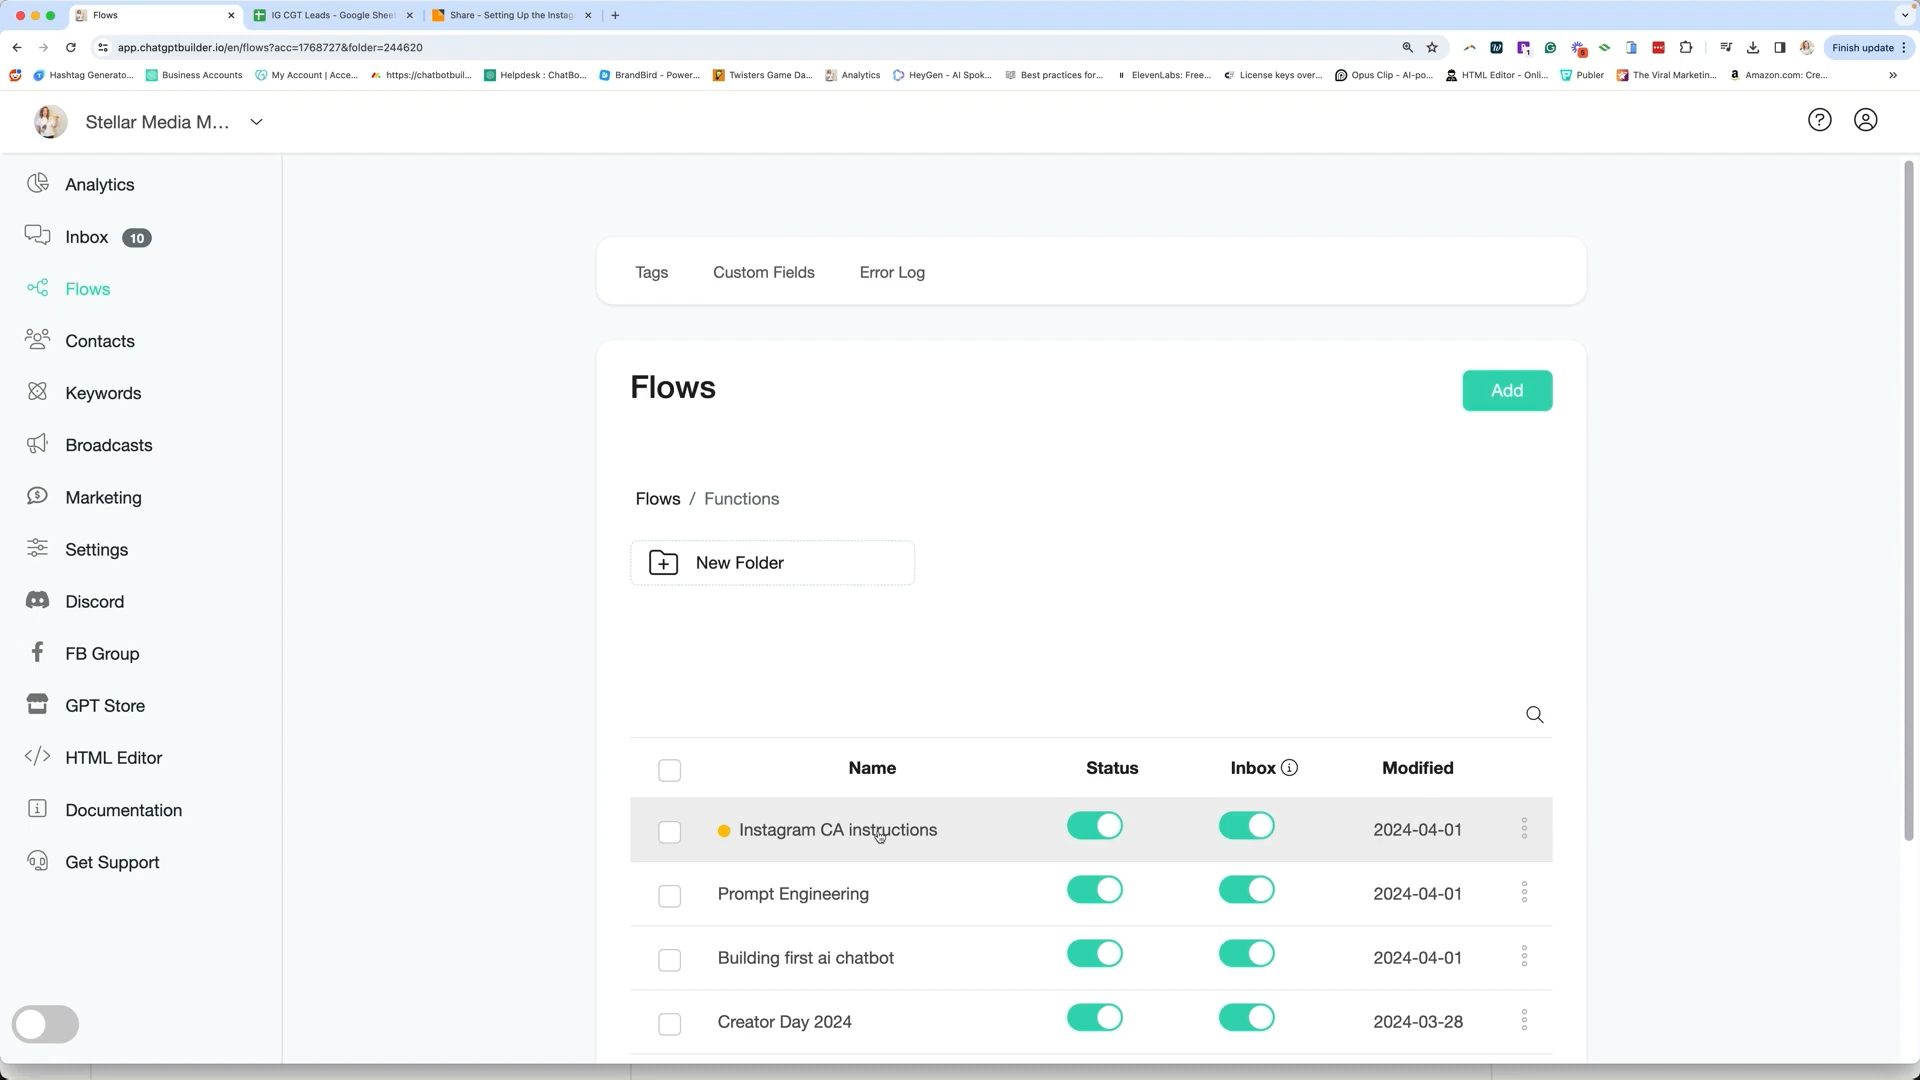 Flows
IG CGT Leads - Google Shee
Share - Setting Up the Instag
app.chatgptbuilder.io/en/flows?acc=1768727&folder=244620
Finish update
Hashtag Generato...
Business Accounts
My Account | Acce...
https://chatbotbuil...
Helpdesk : ChatBo...
BrandBird - Power...
Twisters Game Da...
Analytics
HeyGen - AI Spok...
Best practices for...
ElevenLabs: Free...
License keys over...
Opus Clip - AI-po...
HTML Editor - Onli...
Publer
The Viral Marketin...
Amazon.com: Cre...
Stellar Media M...
Analytics
Inbox 10
Flows
Contacts
Keywords
Broadcasts
Marketing
Settings
Discord
FB Group
GPT Store
HTML Editor
Documentation
Get Support
Tags Custom Fields Error Log
Flows
Add
Flows / Functions
New Folder
Name Status Inbox Modified
Instagram CA instructions 2024-04-01
Prompt Engineering 2024-04-01
Building first ai chatbot 2024-04-01
Creator Day 2024 2024-03-28